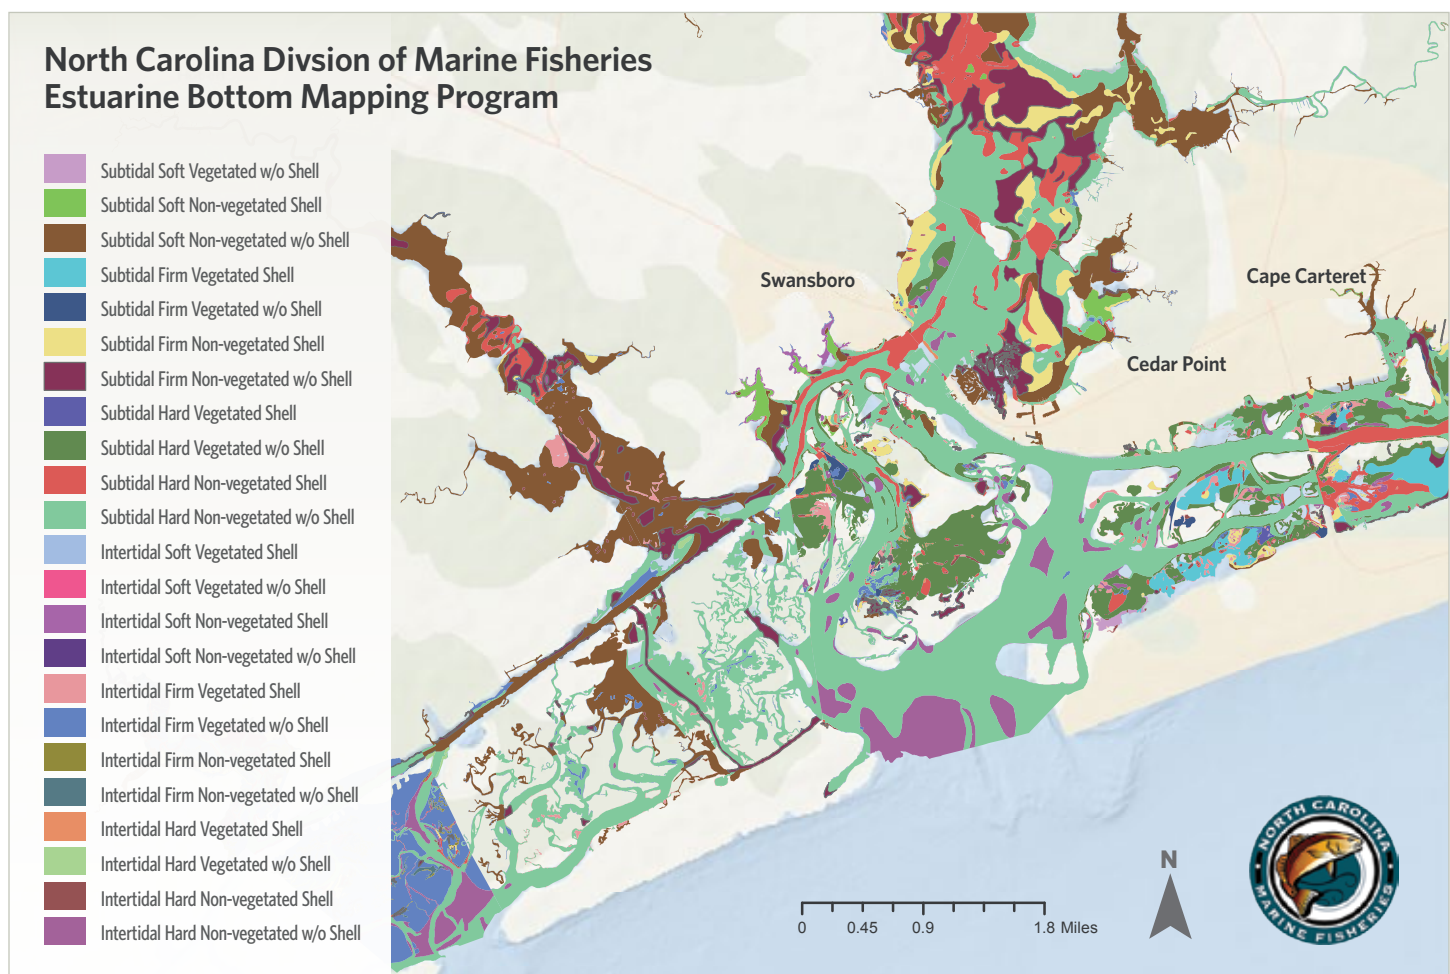 North Carolina Divsion of Marine Fisheries
Estuarine Bottom Mapping Program
Subtidal Soft Vegetated w/o Shell
Subtidal Soft Non-vegetated Shell
Subtidal Soft Non-vegetated w/o Shell
Subtidal Firm Vegetated Shell
Subtidal Firm Vegetated w/o Shell
Subtidal Firm Non-vegetated Shell
Subtidal Firm Non-vegetated w/o Shell
Subtidal Hard Vegetated Shell
Subtidal Hard Vegetated w/o Shell
Subtidal Hard Non-vegetated Shell
Subtidal Hard Non-vegetated w/o Shell
Intertidal Soft Vegetated Shell
Intertidal Soft Vegetated w/o Shell
Intertidal Soft Non-vegetated Shell
Intertidal Soft Non-vegetated w/o Shell
Intertidal Firm Vegetated Shell
Intertidal Firm Vegetated w/o Shell
Intertidal Firm Non-vegetated Shell
Intertidal Firm Non-vegetated w/o Shell
Intertidal Hard Vegetated Shell
Intertidal Hard Vegetated w/o Shell
Intertidal Hard Non-vegetated Shell
Intertidal Hard Non-vegetated w/o Shell
Swansboro
Cape Carteret
Cedar Point
0 0.45 0.9 1.8 Miles
N
NORTH CAROLINA
MARINE FISHERIES